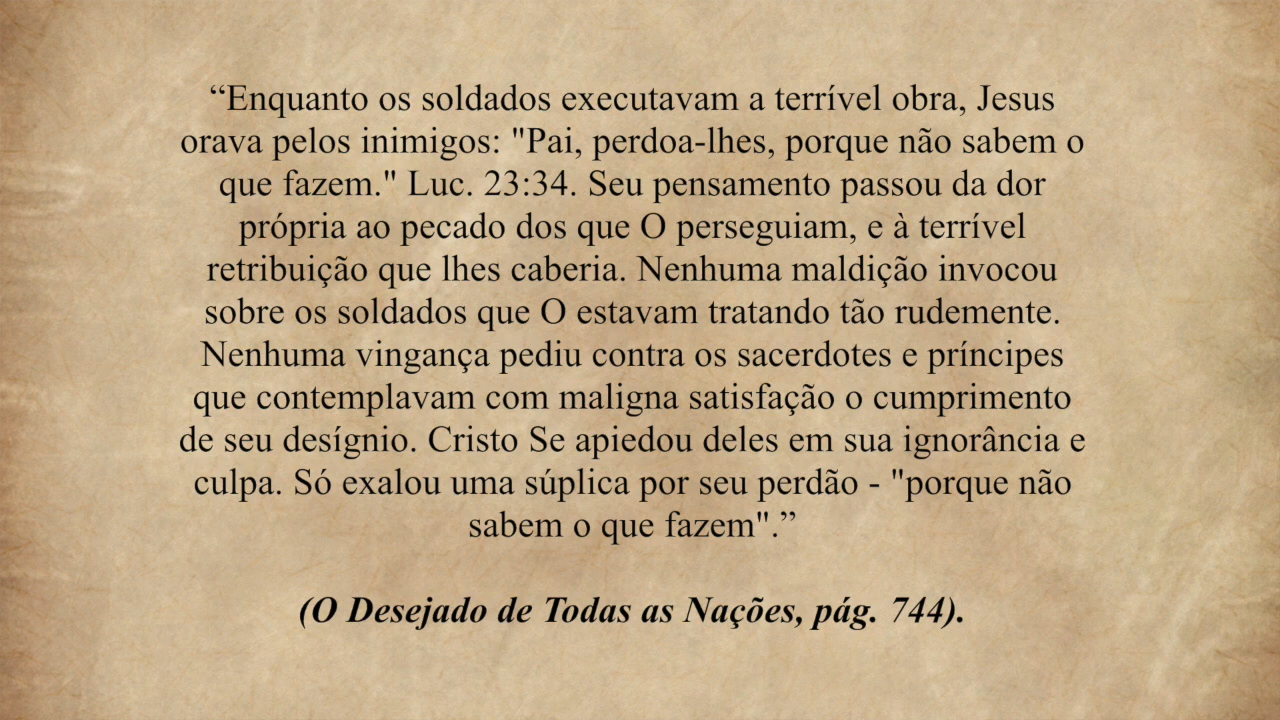 “Enquanto os soldados executavam a terrível obra, Jesus
orava pelos inimigos: "Pai, perdoa-lhes, porque não sabem o
que fazem." Luc. 23:34. Seu pensamento passou da dor
própria ao pecado dos que O perseguiam, e à terrível
retribuição que lhes caberia. Nenhuma maldição invocou
sobre os soldados que O estavam tratando tão rudemente.
Nenhuma vingança pediu contra os sacerdotes e príncipes
que contemplavam com maligna satisfação o cumprimento
de seu desígnio. Cristo Se apiedou deles em sua ignorância e
culpa. Só exalou uma súplica por seu perdão - "porque não
sabem o que fazem".”
(O Desejado de Todas as Nações, pág. 744).